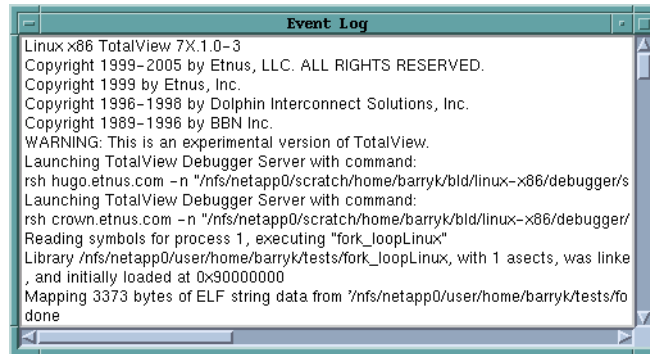 Event Log
Linux x86 TotalView 7X.1.0-3
Copyright 1999-2005 by Etnus, LLC. ALL RIGHTS RESERVED.
Copyright 1999 by Etnus, Inc.
Copyright 1996-1998 by Dolphin Interconnect Solutions, Inc.
Copyright 1989-1996 by BBN Inc.
WARNING: This is an experimental version of TotalView.
Launching TotalView Debugger Server with command:
rsh hugo.etnus.com -n "/nfs/netapp0/scratch/home/barryk/bld/linux-x86/debugger/s
Launching TotalView Debugger Server with command:
rsh crown.etnus.com -n "/nfs/netapp0/scratch/home/barryk/bld/linux-x86/debugger/
Reading symbols for process 1, executing "fork_loopLinux"
Library /nfs/netapp0/user/home/barryk/tests/fork_loopLinux, with 1 asects, was linke
, and initially loaded at 0x90000000
Mapping 3373 bytes of ELF string data from '/nfs/netapp0/user/home/barryk/tests/fo
done